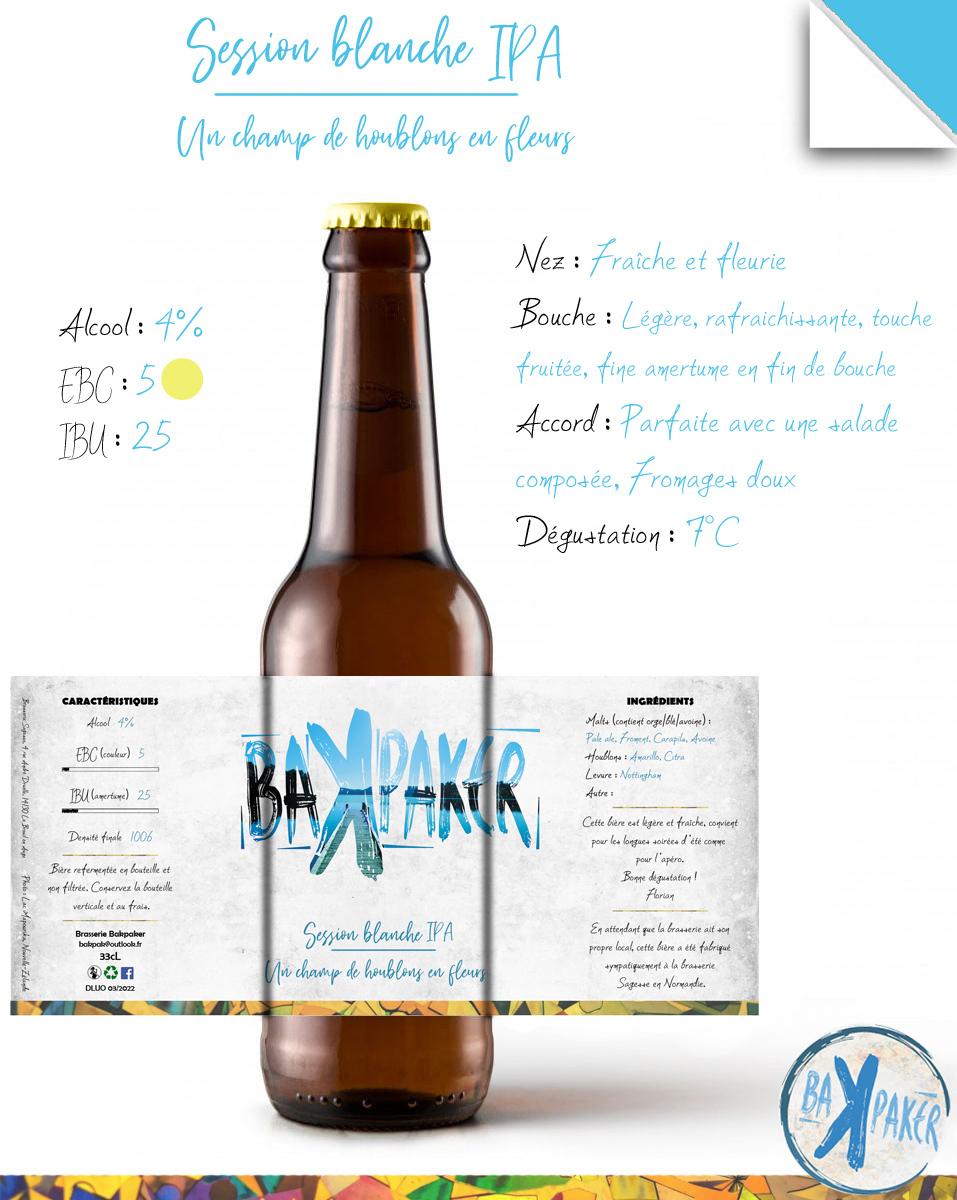 Session blanche IPA
Un champ de houblons en fleurs
Alcool : 4%
EBC : 5
IBU : 25
Nez : Fraîche et fleurie
Bouche : Légère, rafraichissante, touche
fruitée, fine amertume en fin de bouche
Accord : Parfaite avec une salade
composée, Fromages doux
Dégustation : 7°C
CARACTÉRISTIQUES
Alcool 4%
EBC (couleur) 5
IBU (amertume) 25
Densité finale 1006
Bière refermentée en bouteille et
non filtrée. Conservez la bouteille
verticale et au frais.
Brasserie Bakpaker
bakpak@outlook.fr
33cL
DLUO 03/2022
BAKPAKER
Session blanche IPA
Un champ de houblons en fleurs
INGRÉDIENTS
Malts (contient orge/blé/avoine) :
Pale ale, Froment, Carapils, Avoine
Houblons : Amarillo, Citra
Levure : Nottingham
Autre :
Cette bière est légère et fraîche, convient
pour les longues soirées d'été comme
pour l'apéro.
Bonne dégustation !
Florian
En attendant que la brasserie ait son
propre local, cette bière a été fabriqué
sympatiquement à la brasserie
Sagesse en Normandie.
BAKPAKER